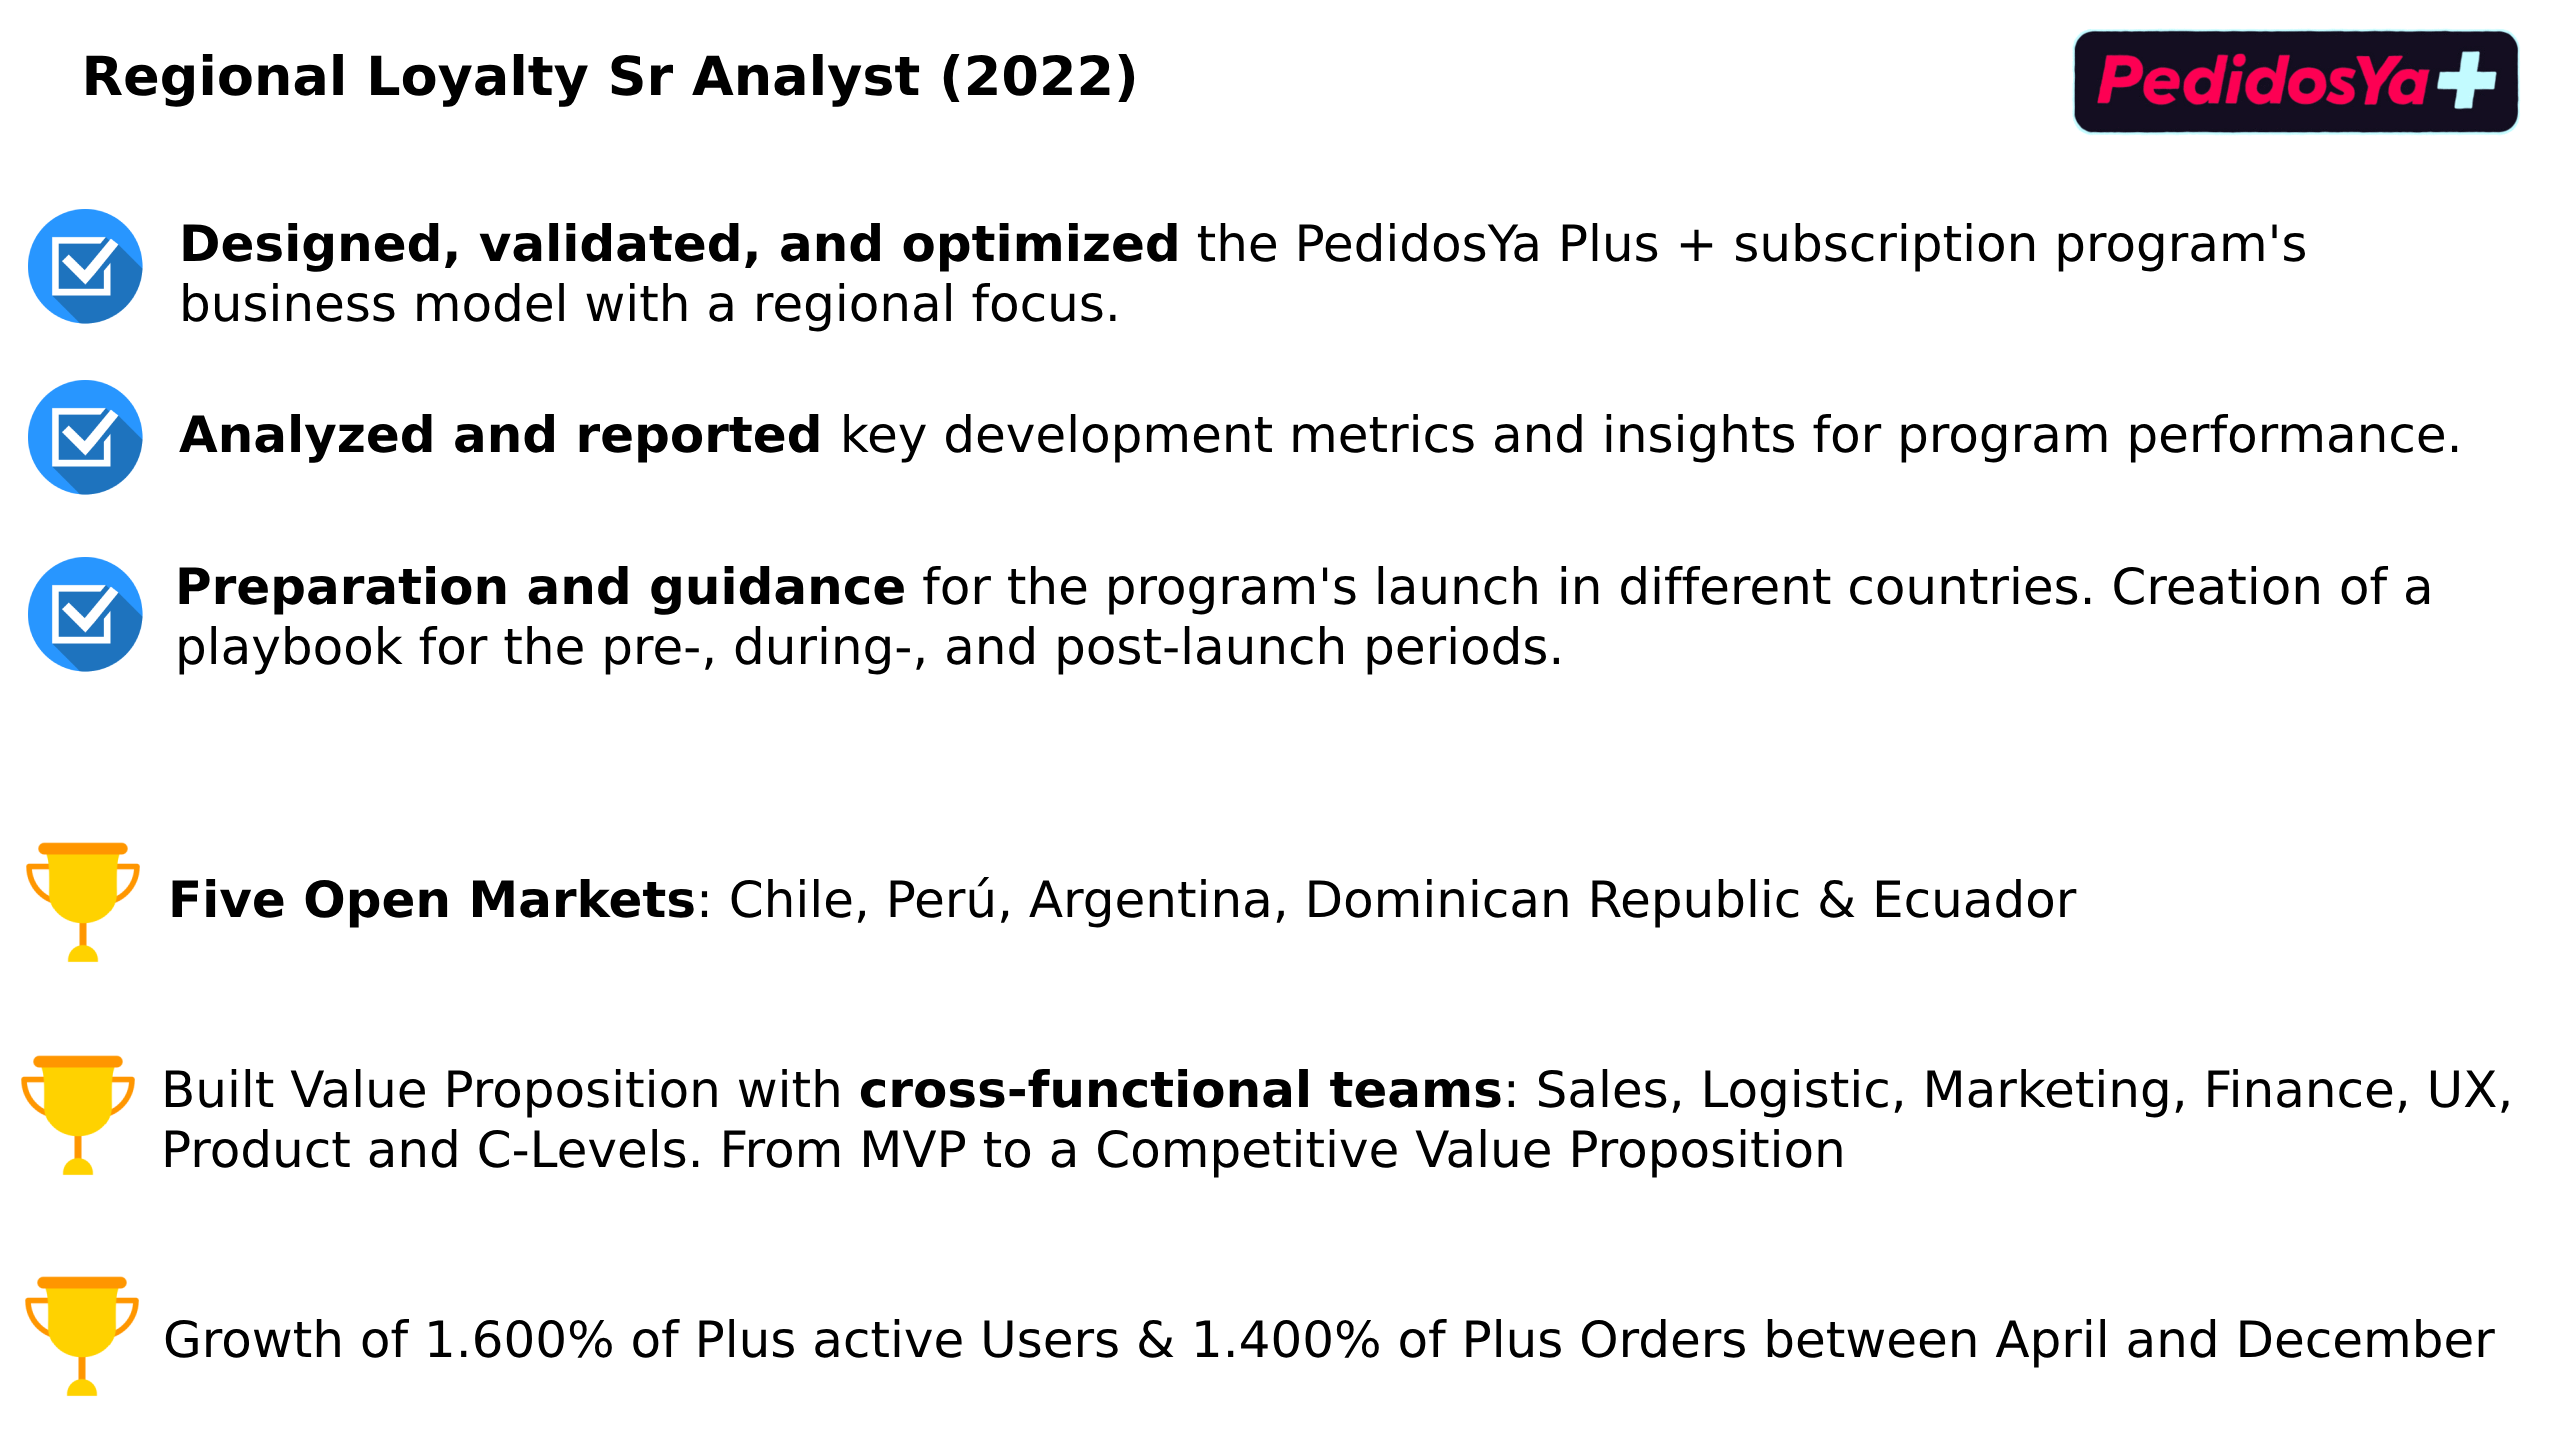 Regional Loyalty Sr Analyst (2022)
PedidosYa+
Designed, validated, and optimized the PedidosYa Plus + subscription program's
business model with a regional focus.
Analyzed and reported key development metrics and insights for program performance.
Preparation and guidance for the program's launch in different countries. Creation of a
playbook for the pre-, during-, and post-launch periods.
Five Open Markets: Chile, Perú, Argentina, Dominican Republic & Ecuador
Built Value Proposition with cross-functional teams: Sales, Logistic, Marketing, Finance, UX,
Product and C-Levels. From MVP to a Competitive Value Proposition
Growth of 1.600% of Plus active Users & 1.400% of Plus Orders between April and December